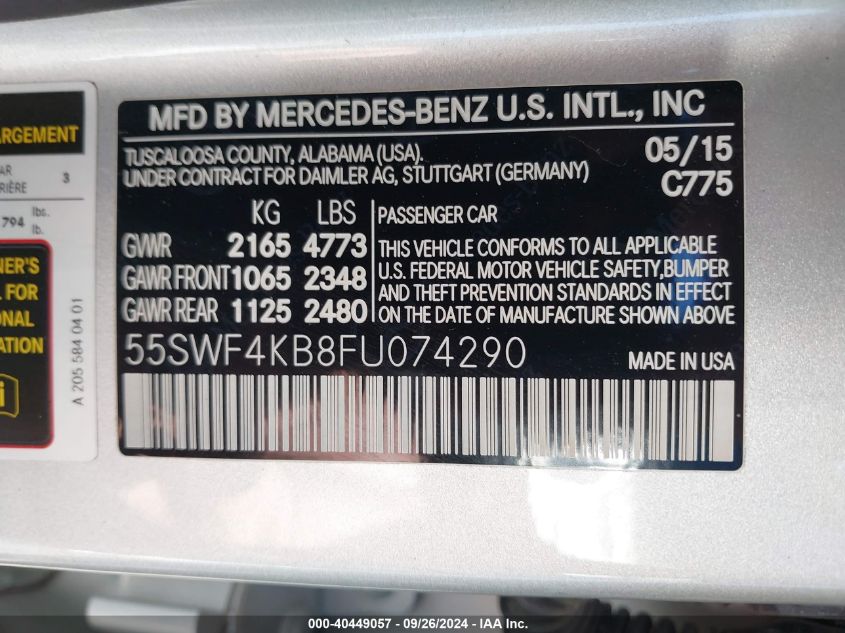 ARGEMENT
AR
RIÈRE 3
794 lbs.
lb.
NER'S
L FOR
ONAL
ATION
i
A 205 584 04 01
MFD BY MERCEDES-BENZ U.S. INTL., INC
TUSCALOOSA COUNTY, ALABAMA (USA). 05/15
UNDER CONTRACT FOR DAIMLER AG, STUTTGART (GERMANY) C775
KG LBS
GVWR 2165 4773
GAWR FRONT 1065 2348
GAWR REAR 1125 2480
PASSENGER CAR
THIS VEHICLE CONFORMS TO ALL APPLICABLE
U.S. FEDERAL MOTOR VEHICLE SAFETY,BUMPER
AND THEFT PREVENTION STANDARDS IN EFFECT
ON THE DATE OF MANUFACTURE SHOWN ABOVE
55SWF4KB8FU074290 MADE IN USA
000-40449057 - 09/26/2024 - IAA Inc.